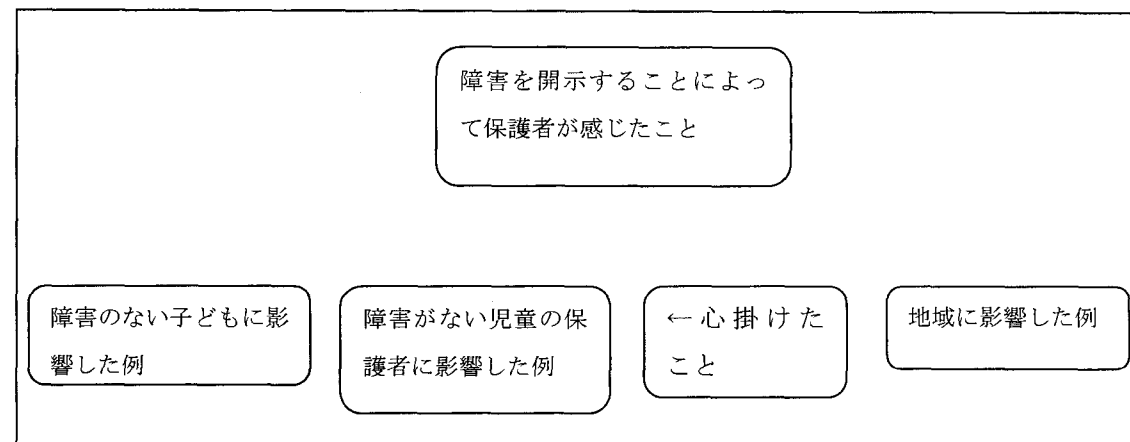 障害を開示することによっ
て保護者が感じたこと
障害のない子どもに影
響した例
障害がない児童の保
護者に影響した例
←心掛けた
こと
地域に影響した例